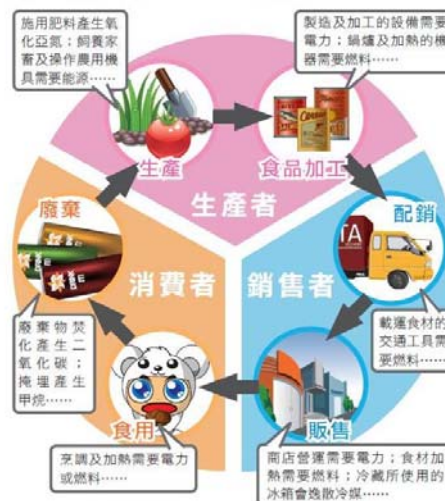 施用肥料產生氧
化亞氮；飼養家
畜及操作農用機
具需要能源……
製造及加工的設備需要
電力；鍋爐及加熱的機
器需要燃料……
生產
食品加工
生產者
廢棄
配銷
消費者
銷售者
廢棄物焚
化產生二
氧化碳；
掩埋產生
甲烷……
載運食材的
交通工具需
要燃料……
食用
販售
烹調及加熱需要電力
或燃料……
商店營運需要電力；食材加
熱需要燃料；冷藏所使用的
冰箱會逸散冷媒……